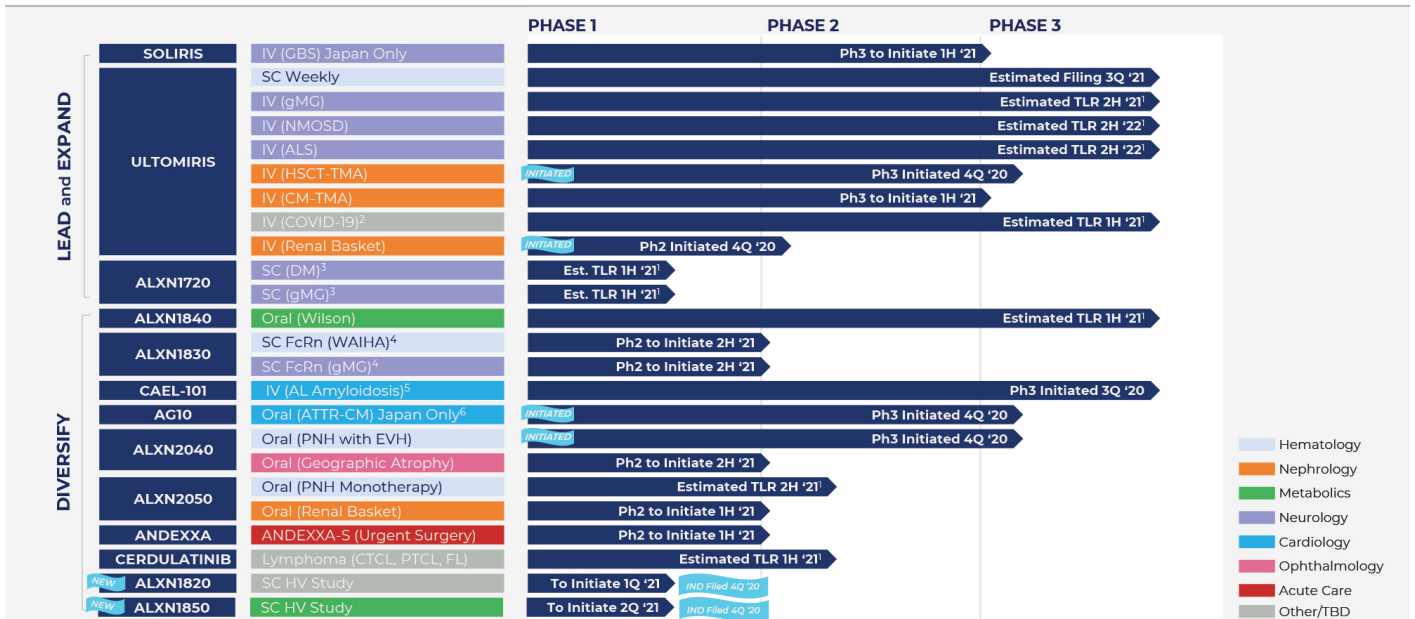 PHASE 1 PHASE 2 PHASE 3
LEAD and EXPAND
SOLIRIS IV (GBS) Japan Only Ph3 to Initiate 1H ‘21
ULTOMIRIS
SC Weekly Estimated Filing 3Q ‘21
IV (gMG) Estimated TLR 2H ‘21¹
IV (NMOSD) Estimated TLR 2H ‘22¹
IV (ALS) Estimated TLR 2H ‘22¹
IV (HSCT-TMA) INITIATED Ph3 Initiated 4Q ‘20
IV (CM-TMA) Ph3 to Initiate 1H ‘21
IV (COVID-19)² Estimated TLR 1H ‘21¹
IV (Renal Basket) INITIATED Ph2 Initiated 4Q ‘20
ALXN1720
SC (DM)³ Est. TLR 1H ‘21¹
SC (gMG)³ Est. TLR 1H ‘21¹
DIVERSIFY
ALXN1840 Oral (Wilson) Estimated TLR 1H ‘21¹
ALXN1830
SC FcRn (WAIHA)⁴ Ph2 to Initiate 2H ‘21
SC FcRn (gMG)⁴ Ph2 to Initiate 2H ‘21
CAEL-101 IV (AL Amyloidosis)⁵ Ph3 Initiated 3Q ‘20
AG10 Oral (ATTR-CM) Japan Only⁶ INITIATED Ph3 Initiated 4Q ‘20
ALXN2040
Oral (PNH with EVH) INITIATED Ph3 Initiated 4Q ‘20
Oral (Geographic Atrophy) Ph2 to Initiate 2H ‘21
ALXN2050
Oral (PNH Monotherapy) Estimated TLR 2H ‘21¹
Oral (Renal Basket) Ph2 to Initiate 1H ‘21
ANDEXXA ANDEXXA-S (Urgent Surgery) Ph2 to Initiate 1H ‘21
CERDULATINIB Lymphoma (CTCL, PTCL, FL) Estimated TLR 1H ‘21¹
NEW ALXN1820 SC HV Study To Initiate 1Q ‘21 IND Filed 4Q ‘20
NEW ALXN1850 SC HV Study To Initiate 2Q ‘21 IND Filed 4Q ‘20
Hematology
Nephrology
Metabolics
Neurology
Cardiology
Ophthalmology
Acute Care
Other/TBD